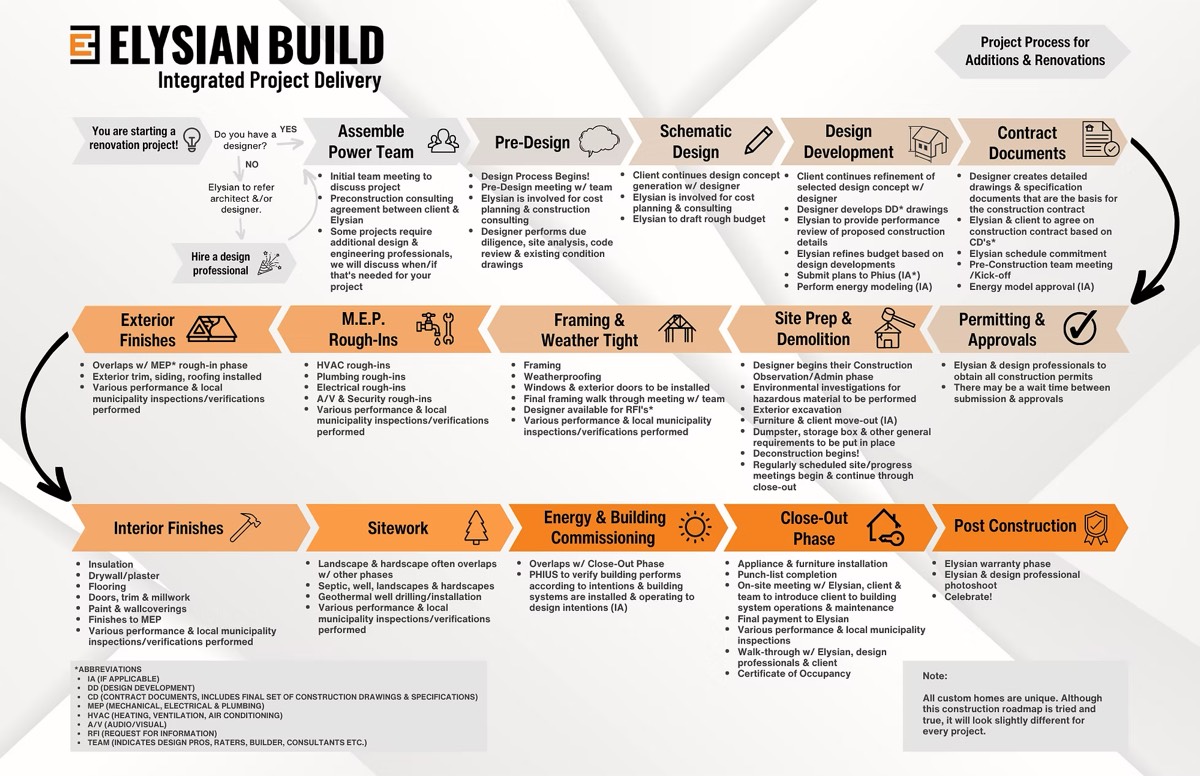 ELYSIAN BUILD
Integrated Project Delivery
Project Process for
Additions & Renovations
You are starting a
renovation project!
Do you have a
designer?
YES
NO
Elysian to refer
architect &/or
designer.
Hire a design
professional
Assemble
Power Team
• Initial team meeting to
discuss project
• Preconstruction consulting
agreement between client &
Elysian
• Some projects require
additional design &
engineering professionals,
we will discuss when/if
that's needed for your
project
Pre-Design
• Design Process Begins!
• Pre-Design meeting w/ team
• Elysian is involved for cost
planning & construction
consulting
• Designer performs due
diligence, site analysis, code
review & existing condition
drawings
Schematic
Design
• Client continues design concept
generation w/ designer
• Elysian is involved for cost
planning & consulting
• Elysian to draft rough budget
Design
Development
• Client continues refinement of
selected design concept w/
designer
• Designer develops DD* drawings
• Elysian to provide performance
review of proposed construction
details
• Elysian refines budget based on
design developments
• Submit plans to Phius (IA*)
• Perform energy modeling (IA)
Contract
Documents
• Designer creates detailed
drawings & specification
documents that are the basis for
the construction contract
• Elysian & client to agree on
construction contract based on
CD's*
• Elysian schedule commitment
• Pre-Construction team meeting
/Kick-off
• Energy model approval (IA)
Exterior
Finishes
• Overlaps w/ MEP* rough-in phase
• Exterior trim, siding, roofing installed
• Various performance & local
municipality inspections/verifications
performed
M.E.P.
Rough-Ins
• HVAC rough-ins
• Plumbing rough-ins
• Electrical rough-ins
• A/V & Security rough-ins
• Various performance & local
municipality inspections/verifications
performed
Framing &
Weather Tight
• Framing
• Weatherproofing
• Windows & exterior doors to be installed
• Final framing walk through meeting w/ team
• Designer available for RFI's*
• Various performance & local municipality
inspections/verifications performed
Site Prep &
Demolition
• Designer begins their Construction
Observation/Admin phase
• Environmental investigations for
hazardous material to be performed
• Exterior excavation
• Furniture & client move-out (IA)
• Dumpster, storage box & other general
requirements to be put in place
• Deconstruction begins!
• Regularly scheduled site/progress
meetings begin & continue through
close-out
Permitting &
Approvals
• Elysian & design professionals to
obtain all construction permits
• There may be a wait time between
submission & approvals
Interior Finishes
• Insulation
• Drywall/plaster
• Flooring
• Doors, trim & millwork
• Paint & wallcoverings
• Finishes to MEP
• Various performance & local municipality
inspections/verifications performed
Sitework
• Landscape & hardscape often overlaps
w/ other phases
• Septic, well, landscapes & hardscapes
• Geothermal well drilling/installation
• Various performance & local
municipality inspections/verifications
performed
Energy & Building
Commissioning
• Overlaps w/ Close-Out Phase
• PHIUS to verify building performs
according to intentions & building
systems are installed & operating to
design intentions (IA)
Close-Out
Phase
• Appliance & furniture installation
• Punch-list completion
• On-site meeting w/ Elysian, client &
team to introduce client to building
system operations & maintenance
• Final payment to Elysian
• Various performance & local municipality
inspections
• Walk-through w/ Elysian, design
professionals & client
• Certificate of Occupancy
Post Construction
• Elysian warranty phase
• Elysian & design professional
photoshoot
• Celebrate!
*ABBREVIATIONS
• IA (IF APPLICABLE)
• DD (DESIGN DEVELOPMENT)
• CD (CONTRACT DOCUMENTS, INCLUDES FINAL SET OF CONSTRUCTION DRAWINGS & SPECIFICATIONS)
• MEP (MECHANICAL, ELECTRICAL & PLUMBING)
• HVAC (HEATING, VENTILATION, AIR CONDITIONING)
• A/V (AUDIO/VISUAL)
• RFI (REQUEST FOR INFORMATION)
• TEAM (INDICATES DESIGN PROS, RATERS, BUILDER, CONSULTANTS ETC.)
Note:
All custom homes are unique. Although
this construction roadmap is tried and
true, it will look slightly different for
every project.